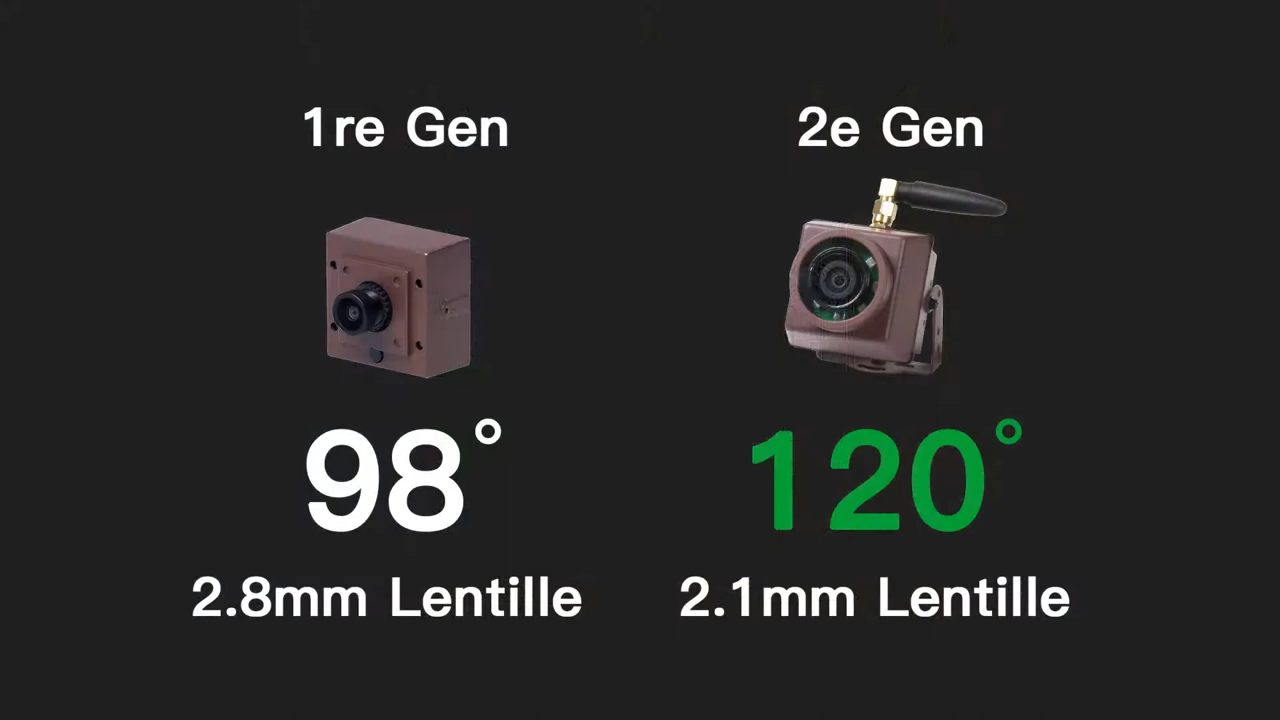 1re Gen
2e Gen
98°
120°
2.8mm Lentille
2.1mm Lentille